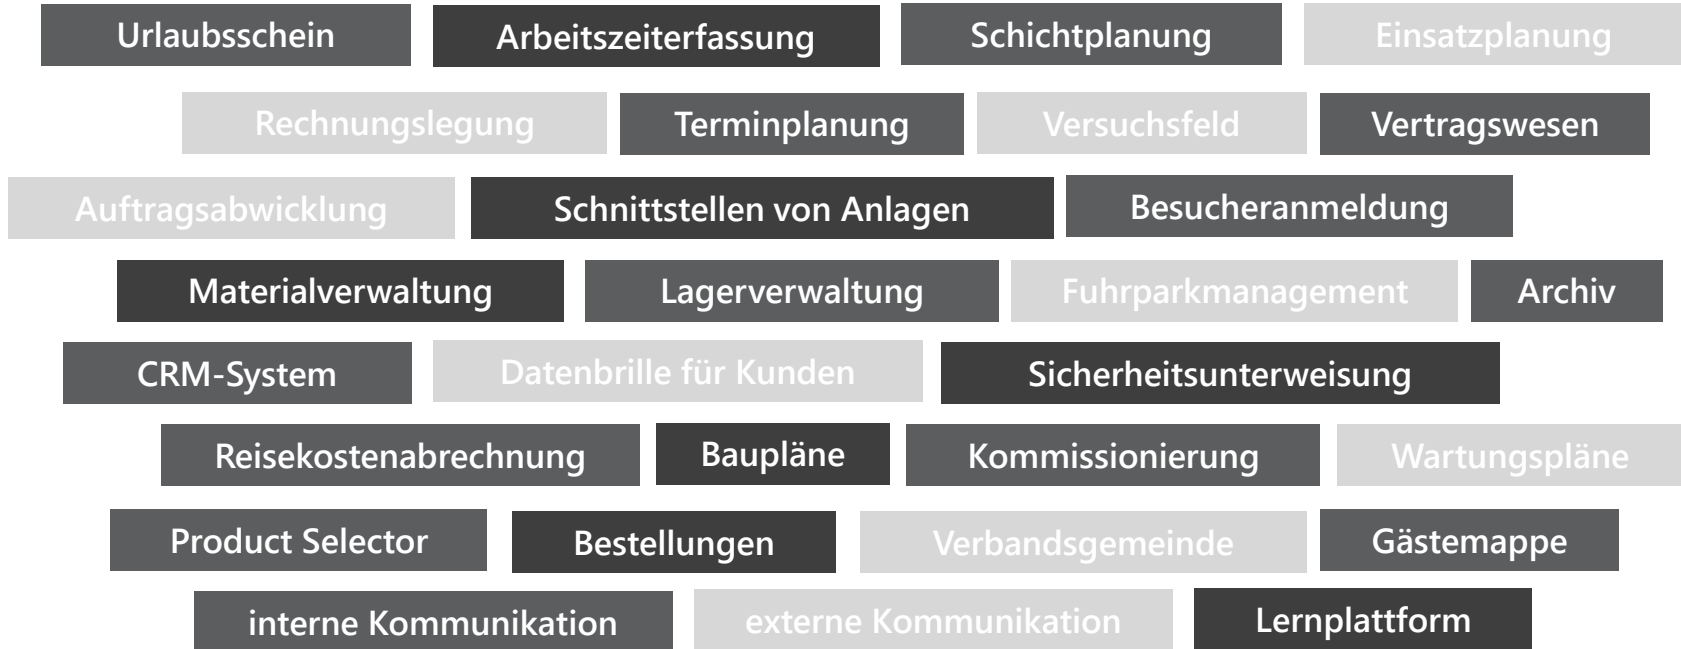 Urlaubsschein Arbeitszeiterfassung Schichtplanung Einsatzplanung
Rechnungslegung Terminplanung Versuchsfeld Vertragswesen
Auftragsabwicklung Schnittstellen von Anlagen Besucheranmeldung
Materialverwaltung Lagerverwaltung Fuhrparkmanagement Archiv
CRM-System Datenbrille für Kunden Sicherheitsunterweisung
Reisekostenabrechnung Baupläne Kommissionierung Wartungspläne
Product Selector Bestellungen Verbandsgemeinde Gästemappe
interne Kommunikation externe Kommunikation Lernplattform